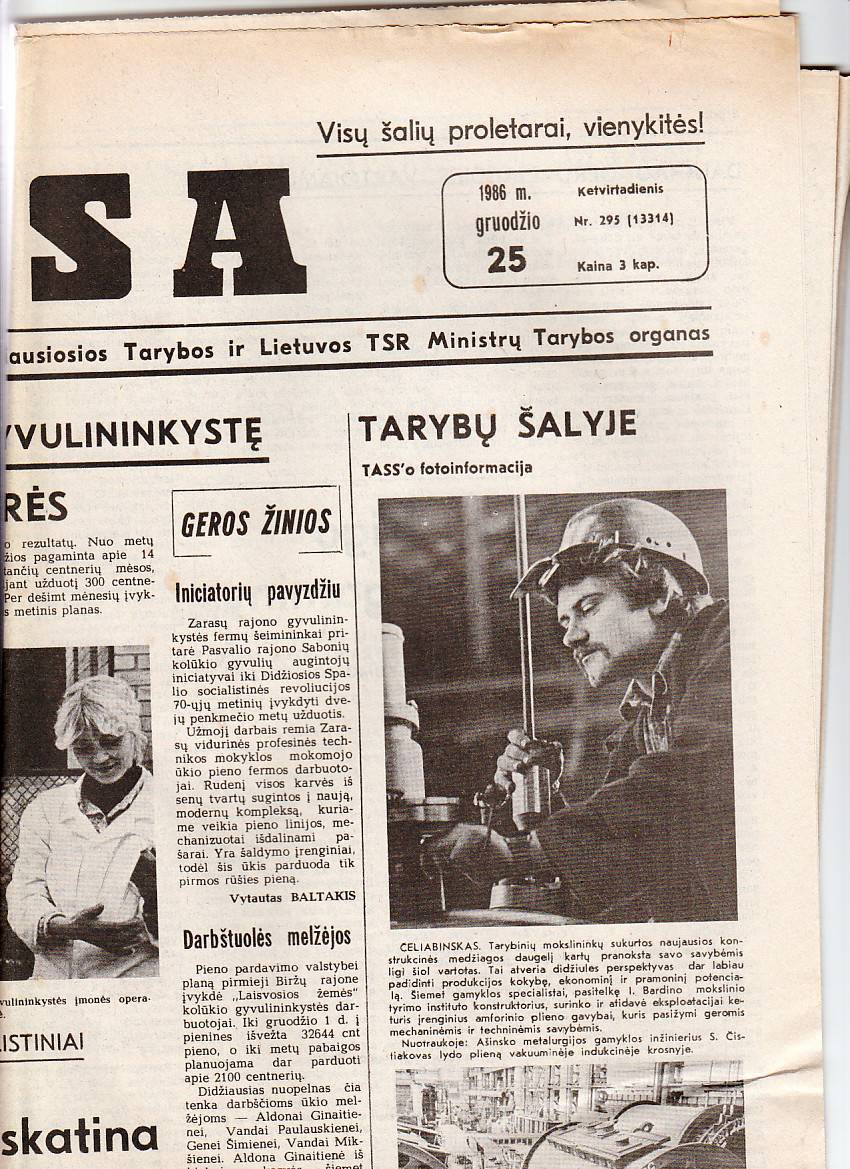 Visų šalių proletarai, vienykitės!
SA
1986 m.
gruodžio
25
Ketvirtadienis
Nr. 295 (13314)
Kaina 3 kap.
ausiosios Tarybos ir Lietuvos TSR Ministrų Tarybos organas
YVULININKYSTĘ
RĖS
o rezultatų. Nuo metų
žios pagaminta apie 14
tančių centnerių mėsos,
jant užduotį 300 centne-
Per dešimt mėnesių įvyk-
s metinis planas.
vulininkystės įmonės opera-
ė.
ISTINIAI
skatina
GEROS ŽINIOS
Iniciatorių pavyzdžiu
Zarasų rajono gyvulinin-
kystės fermų šeimininkai pri-
tarė Pasvalio rajono Sabonių
kolūkio gyvulių augintojų
iniciatyvai iki Didžiosios Spa-
lio socialistinės revoliucijos
70-ųjų metinių įvykdyti dve-
jų penkmečio metų užduotis.
Užmojį darbais remia Zara-
sų vidurinės profesinės tech-
nikos mokyklos mokomojo
ūkio pieno fermos darbuoto-
jai. Rudenį visos karvės iš
senų tvartų sugintos į naują,
modernų kompleksą, kuria-
me veikia pieno linijos, me-
chanizuotai išdalinami pa-
šarai. Yra šaldymo įrenginiai,
todėl šis ūkis parduoda tik
pirmos rūšies pieną.
Vytautas BALTAKIS
Darbštuolės melžėjos
Pieno pardavimo valstybei
planą pirmieji Biržų rajone
įvykdė „Laisvosios žemės"
kolūkio gyvulininkystės dar-
buotojai. Iki gruodžio 1 d. į
pienines išvežta 32644 cnt
pieno, o iki metų pabaigos
planuojama dar parduoti
apie 2100 centnerių.
Didžiausias nuopelnas čia
tenka darbščioms ūkio mel-
žėjoms — Aldonai Ginaitie-
nei, Vandai Paulauskienei,
Genei Šimienei, Vandai Mik-
šienei. Aldona Ginaitienė iš
TARYBŲ ŠALYJE
TASS'o fotoinformacija
ČELIABINSKAS. Tarybinių mokslininkų sukurtos naujausios kon-
strukcinės medžiagos daugelį kartų pranoksta savo savybėmis
ligi šiol vartotas. Tai atveria didžiules perspektyvas dar labiau
padidinti produkcijos kokybę, ekonominį ir pramoninį potencia-
lą. Šiemet gamyklos specialistai, pasitelkę I. Bardino mokslinio
tyrimo instituto konstruktorius, surinko ir atidavė eksploatacijai ke-
turis įrenginius amforinio plieno gavybai, kuris pasižymi geromis
mechaninėmis ir techninėmis savybėmis.
Nuotraukoje: Ašinsko metalurgijos gamyklos inžinierius S. Čis-
tiakovas lydo plieną vakuuminėje indukcinėje krosnyje.